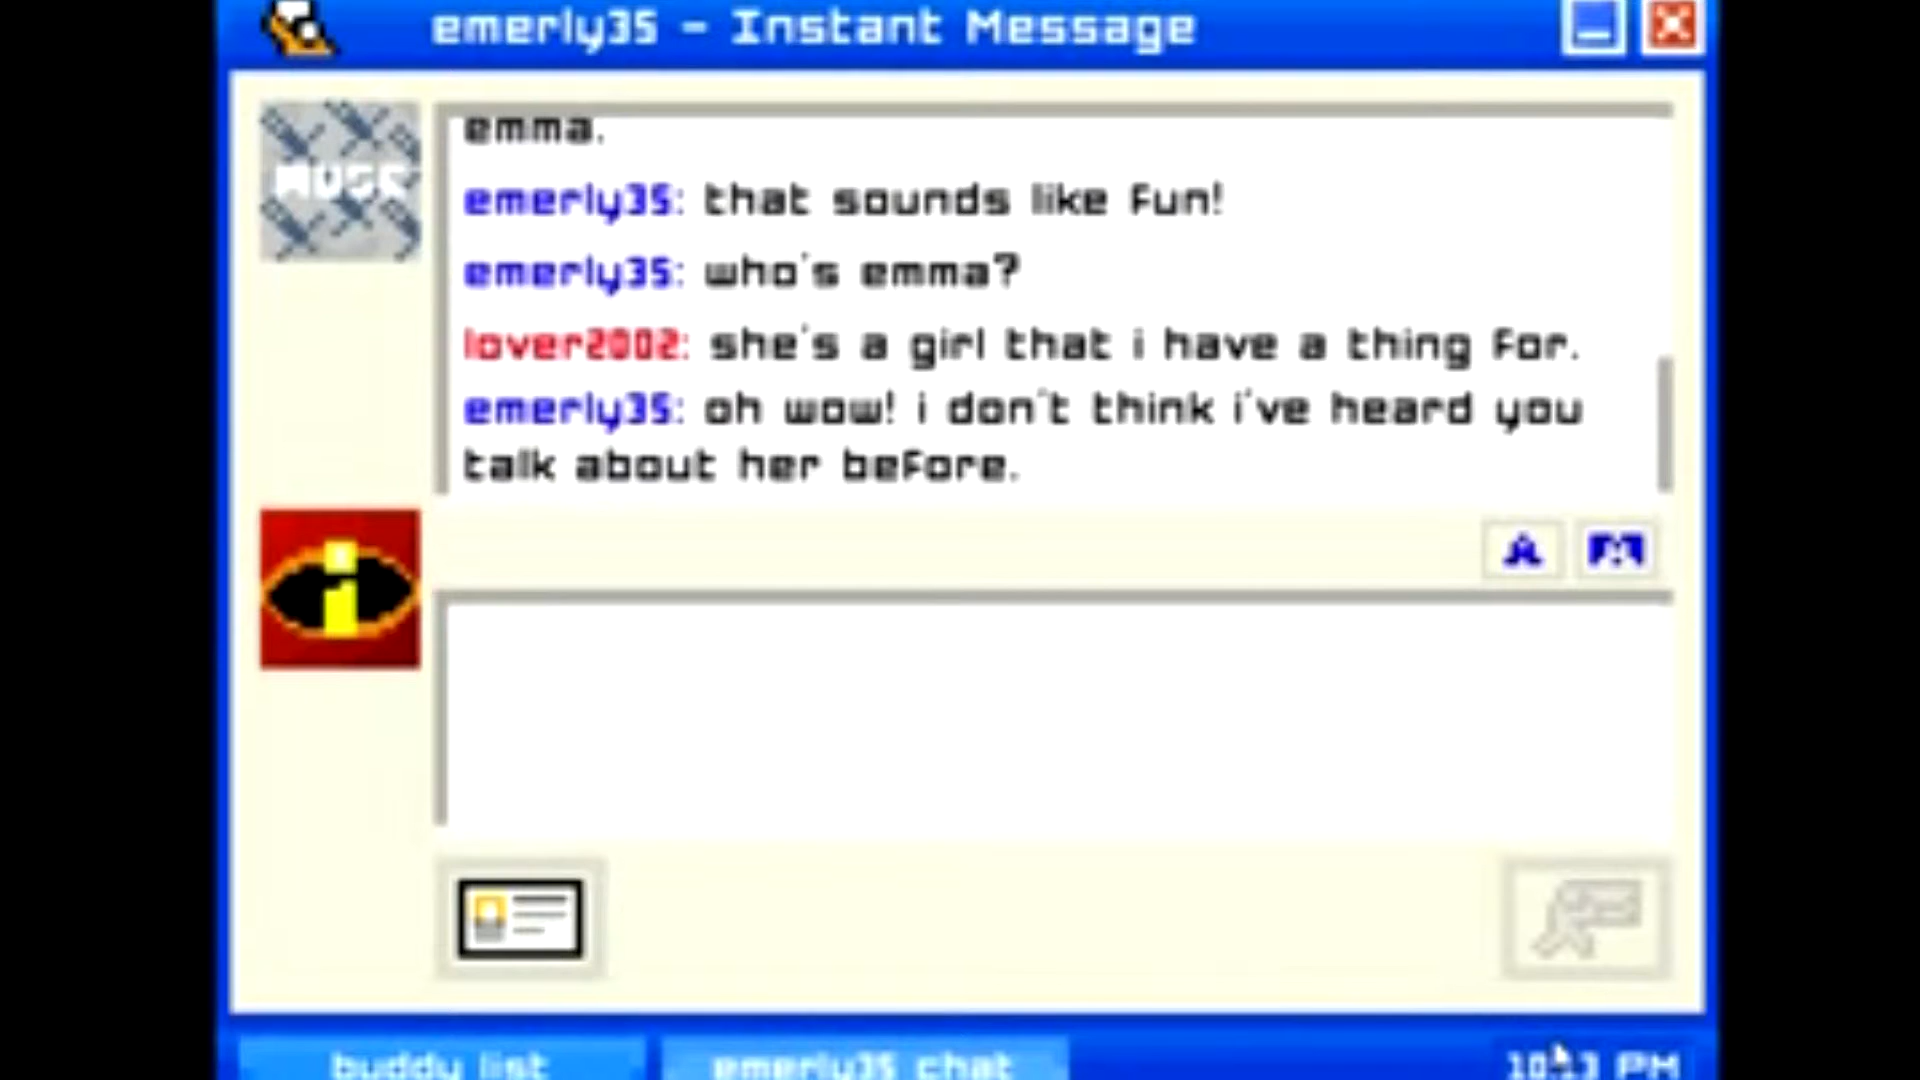 emerly35 - Instant Message
MUSE
emma.
emerly35: that sounds like fun!
emerly35: who's emma?
lover2002: she's a girl that i have a thing for.
emerly35: oh wow! i don't think i've heard you
talk about her before.
i
A
buddy list
emerly35 chat
PM